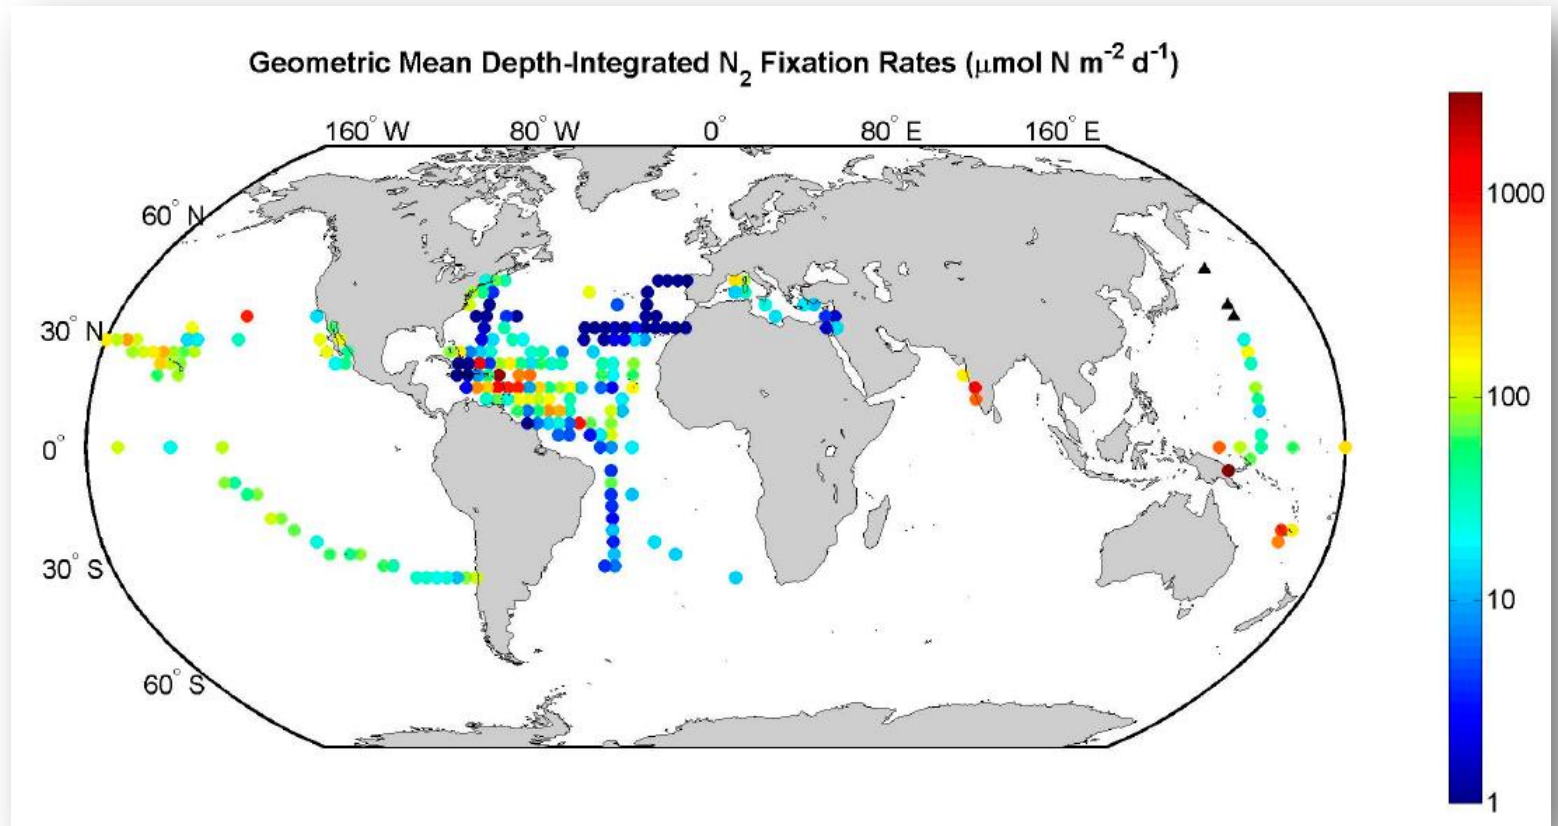 Geometric Mean Depth-Integrated N₂ Fixation Rates (μmol N m⁻² d⁻¹)
160° W 80° W 0° 80° E 160° E
60° N
30° N
0°
30° S
60° S
1000
100
10
1